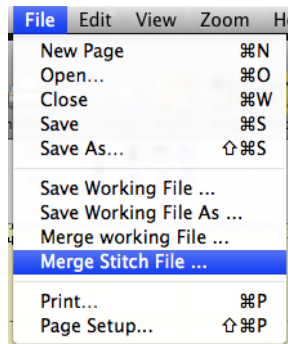 File Edit View Zoom H
New Page ⌘N
Open... ⌘O
Close ⌘W
Save ⌘S
Save As... ⇧⌘S
Save Working File ...
Save Working File As ...
Merge working File ...
Merge Stitch File ...
Print... ⌘P
Page Setup... ⇧⌘P